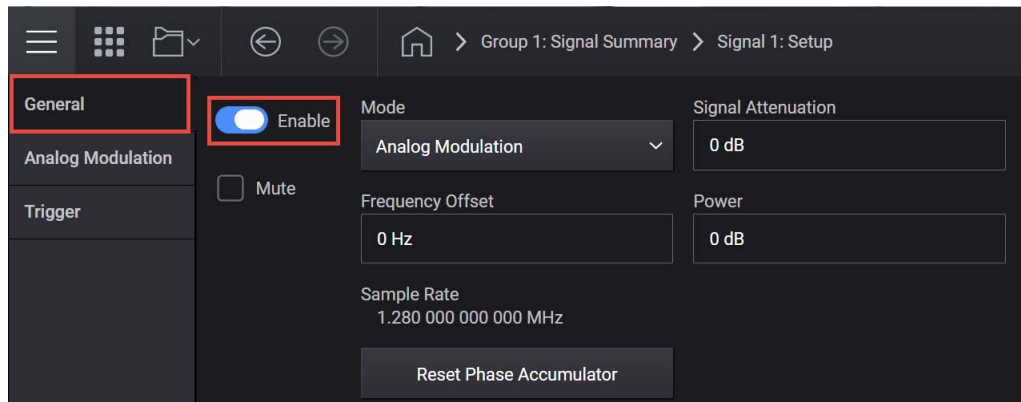 Group 1: Signal Summary > Signal 1: Setup
General
Analog Modulation
Trigger
Enable
Mute
Mode
Analog Modulation
Signal Attenuation
0 dB
Frequency Offset
0 Hz
Power
0 dB
Sample Rate
1.280 000 000 000 MHz
Reset Phase Accumulator